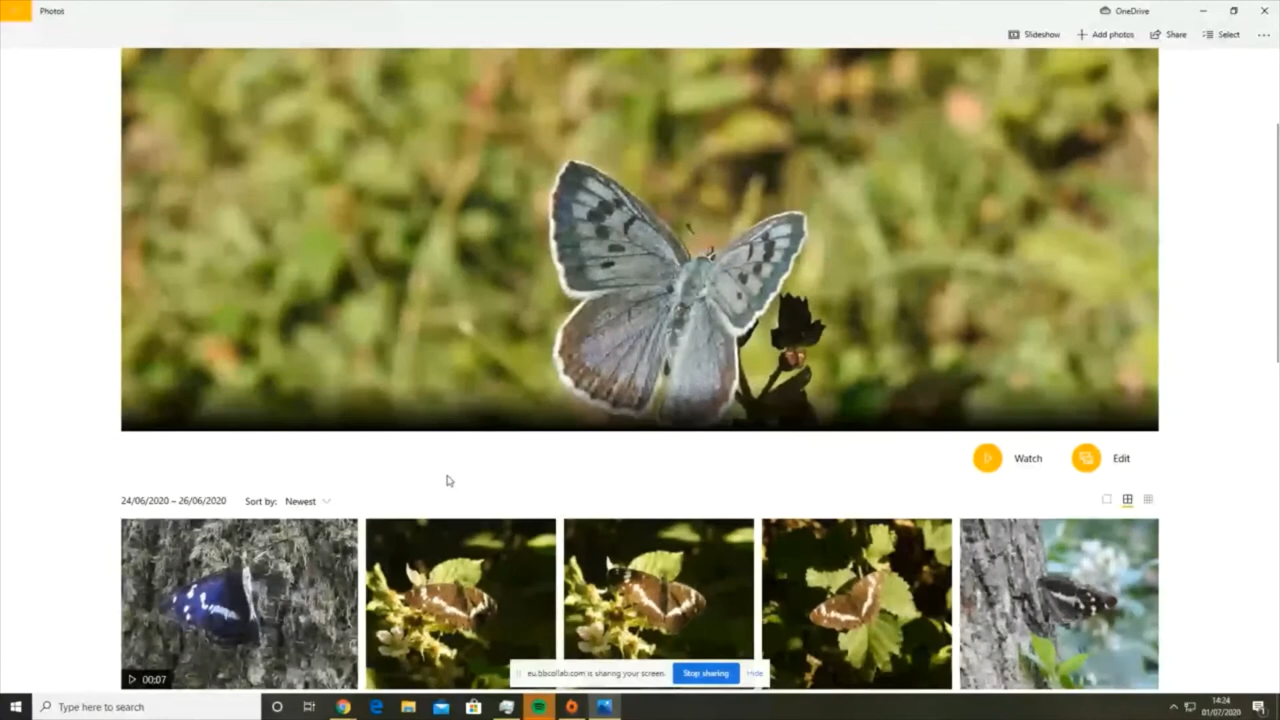 Photos
OneDrive
Slideshow
Add photos
Share
Select
Watch
Edit
24/06/2020 – 26/06/2020 Sort by: Newest
00:07
eu.bbcollab.com is sharing your screen.
Stop sharing
Hide
Type here to search
14:24
01/07/2020